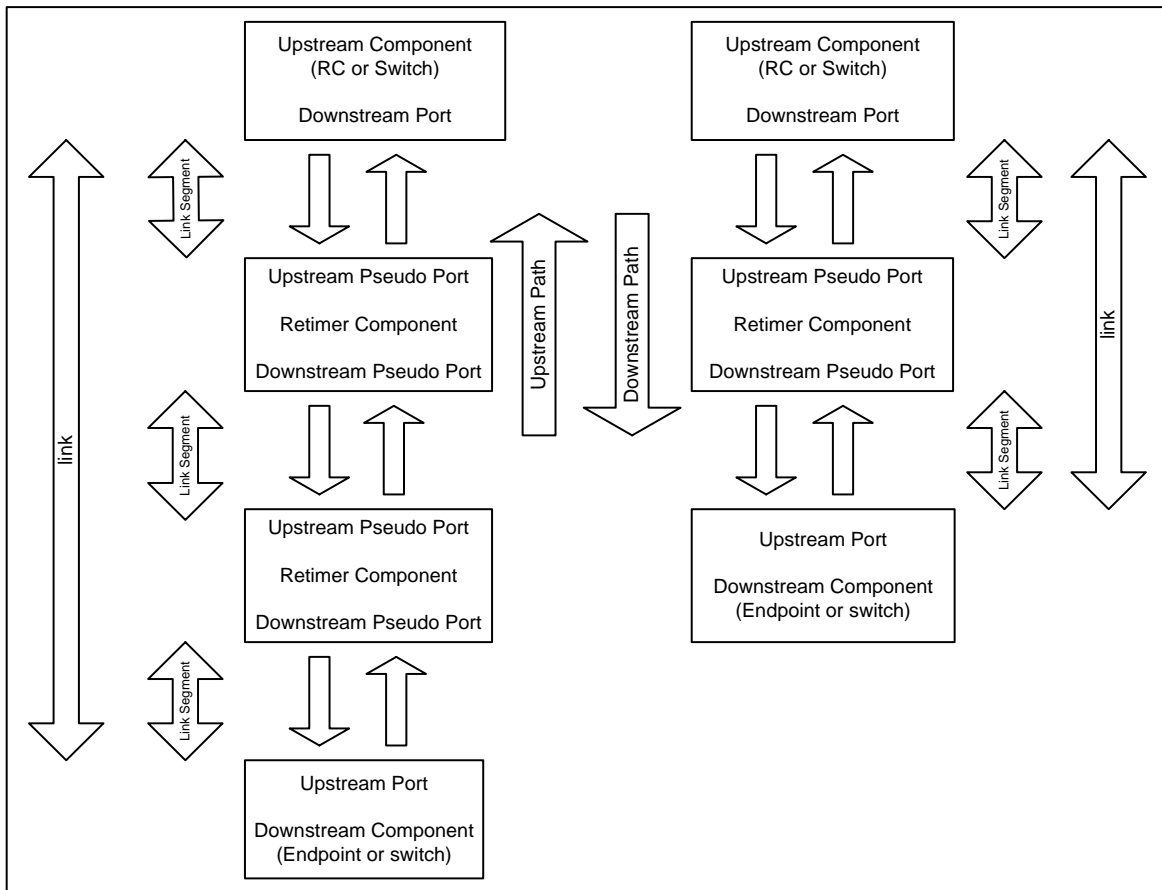 Upstream Component
(RC or Switch)
Downstream Port
link
Link Segment
Upstream Pseudo Port
Retimer Component
Downstream Pseudo Port
Link Segment
Upstream Pseudo Port
Retimer Component
Downstream Pseudo Port
Link Segment
Upstream Port
Downstream Component
(Endpoint or switch)
Upstream Path
Downstream Path
Upstream Component
(RC or Switch)
Downstream Port
Link Segment
link
Upstream Pseudo Port
Retimer Component
Downstream Pseudo Port
Link Segment
Upstream Port
Downstream Component
(Endpoint or switch)